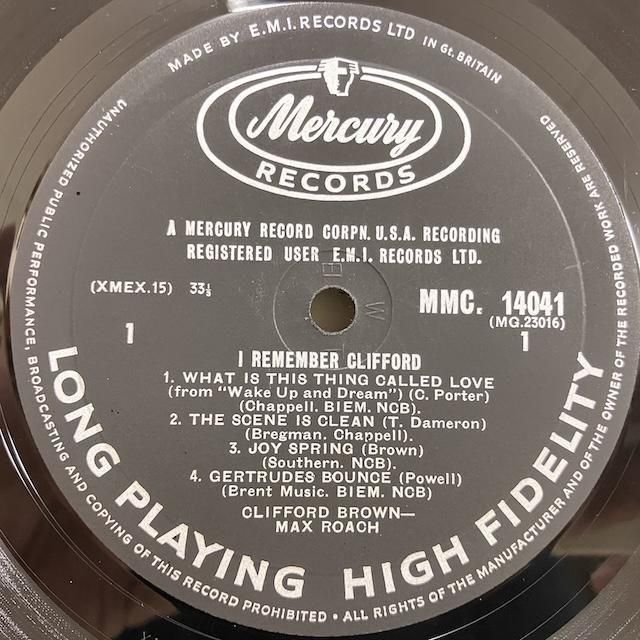 MADE BY E.M.I. RECORDS LTD IN Gt. BRITAIN
Mercury
RECORDS
A MERCURY RECORD CORPN. U.S.A. RECORDING
REGISTERED USER E.M.I. RECORDS LTD.
(XMEX.15) 33⅓
MMC. 14041
(MG.23016)
1
1
I REMEMBER CLIFFORD
1. WHAT IS THIS THING CALLED LOVE
(from "Wake Up and Dream") (C. Porter)
(Chappell. BIEM. NCB).
2. THE SCENE IS CLEAN (T. Dameron)
(Bregman. Chappell).
3. JOY SPRING (Brown)
(Southern. NCB).
4. GERTRUDES BOUNCE (Powell)
(Brent Music. BIEM. NCB)
CLIFFORD BROWN—
MAX ROACH
LONG PLAYING HIGH FIDELITY
UNAUTHORIZED PUBLIC PERFORMANCE, BROADCASTING AND COPYING OF THIS RECORD PROHIBITED • ALL RIGHTS OF THE MANUFACTURER AND OF THE OWNER OF THE RECORDED WORK ARE RESERVED